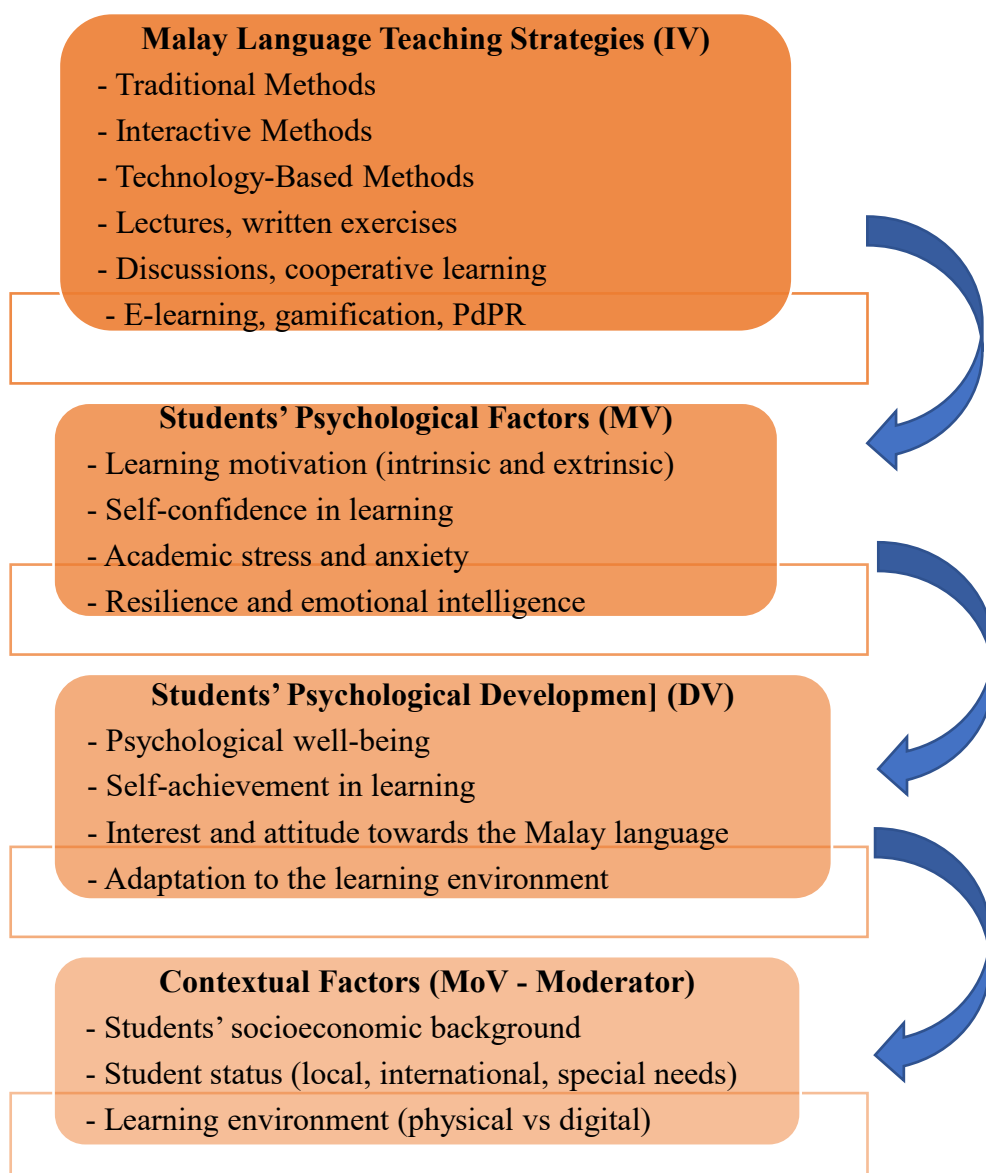 Malay Language Teaching Strategies (IV)
- Traditional Methods
- Interactive Methods
- Technology-Based Methods
- Lectures, written exercises
- Discussions, cooperative learning
- E-learning, gamification, PdPR
Students’ Psychological Factors (MV)
- Learning motivation (intrinsic and extrinsic)
- Self-confidence in learning
- Academic stress and anxiety
- Resilience and emotional intelligence
Students’ Psychological Developmen] (DV)
- Psychological well-being
- Self-achievement in learning
- Interest and attitude towards the Malay language
- Adaptation to the learning environment
Contextual Factors (MoV - Moderator)
- Students’ socioeconomic background
- Student status (local, international, special needs)
- Learning environment (physical vs digital)